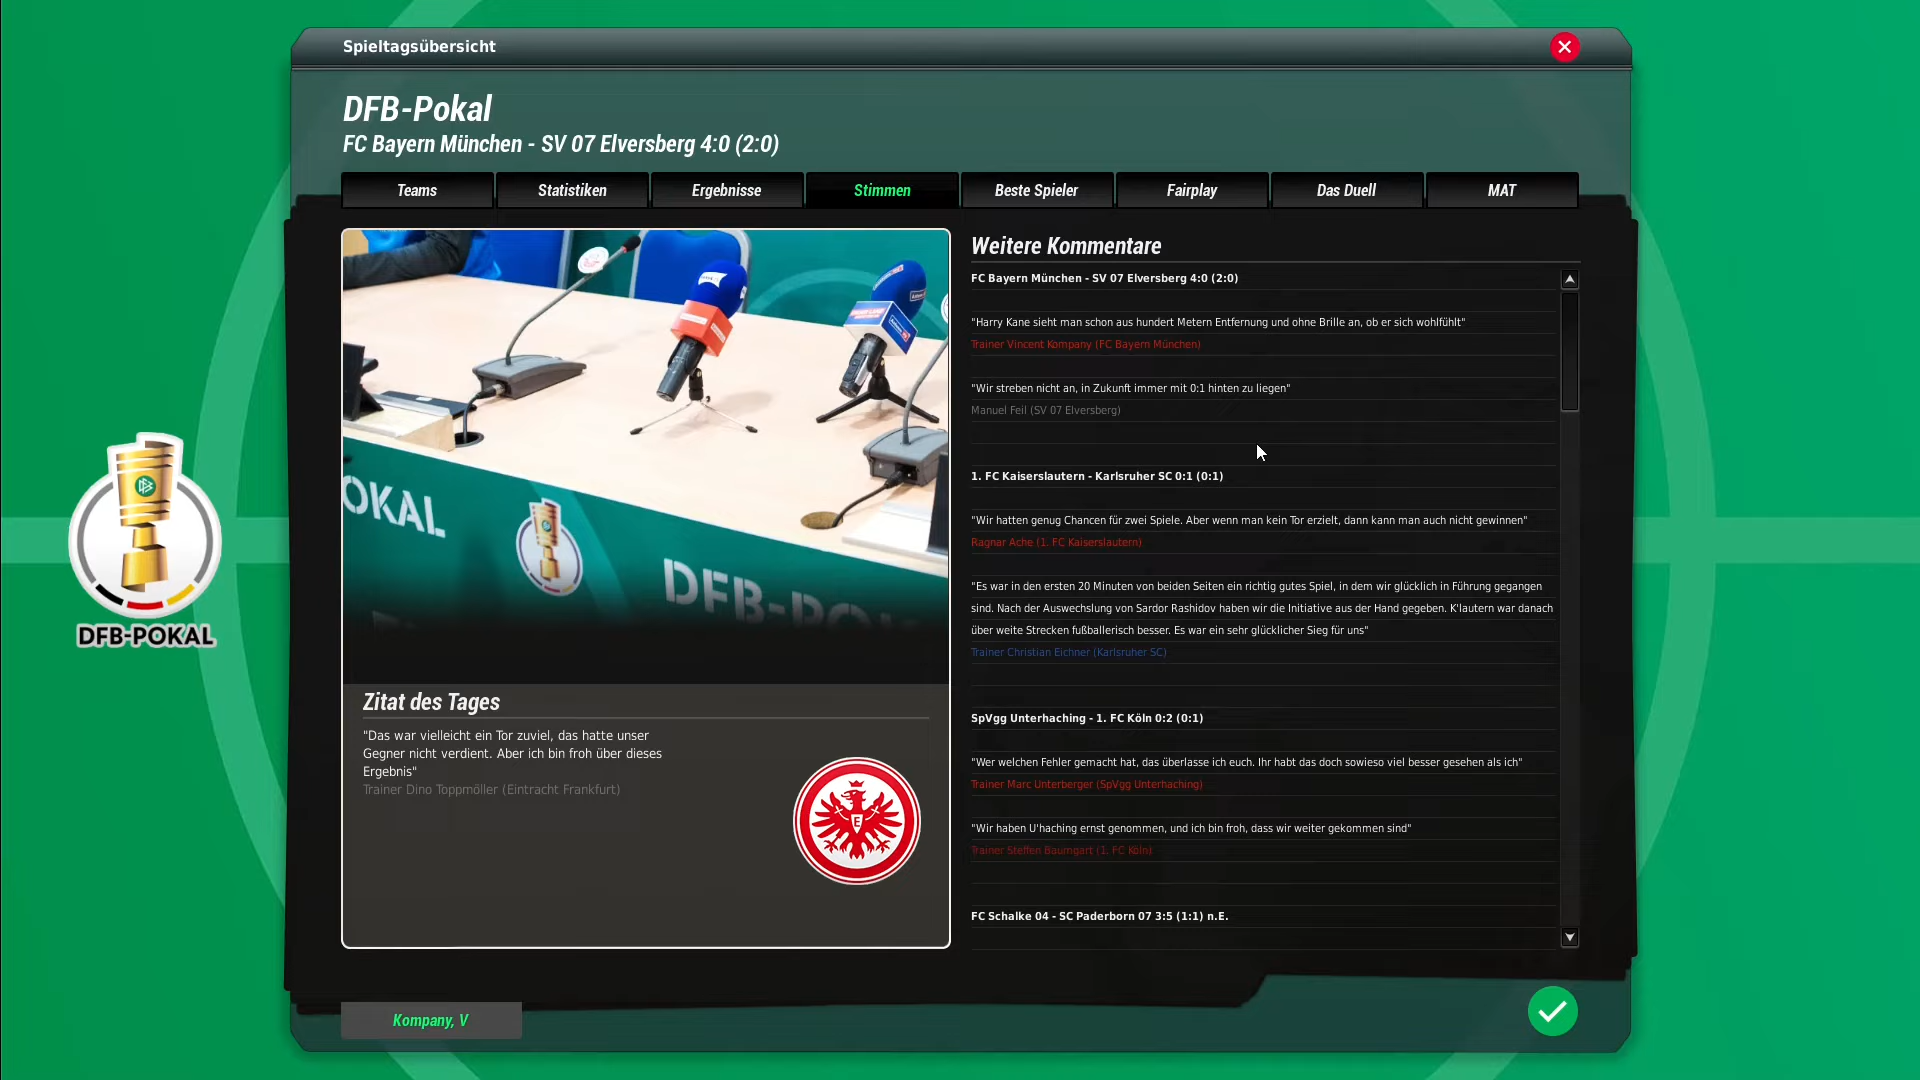 Spieltagsübersicht
DFB-Pokal
FC Bayern München - SV 07 Elversberg 4:0 (2:0)
Teams
Statistiken
Ergebnisse
Stimmen
Beste Spieler
Fairplay
Das Duell
MAT
OKAL
DFB-POK
DFB-POKAL
Zitat des Tages
"Das war vielleicht ein Tor zuviel, das hatte unser
Gegner nicht verdient. Aber ich bin froh über dieses
Ergebnis"
Trainer Dino Toppmöller (Eintracht Frankfurt)
Weitere Kommentare
FC Bayern München - SV 07 Elversberg 4:0 (2:0)
"Harry Kane sieht man schon aus hundert Metern Entfernung und ohne Brille an, ob er sich wohlfühlt"
Trainer Vincent Kompany (FC Bayern München)
"Wir streben nicht an, in Zukunft immer mit 0:1 hinten zu liegen"
Manuel Feil (SV 07 Elversberg)
1. FC Kaiserslautern - Karlsruher SC 0:1 (0:1)
"Wir hatten genug Chancen für zwei Spiele. Aber wenn man kein Tor erzielt, dann kann man auch nicht gewinnen"
Ragnar Ache (1. FC Kaiserslautern)
"Es war in den ersten 20 Minuten von beiden Seiten ein richtig gutes Spiel, in dem wir glücklich in Führung gegangen
sind. Nach der Auswechslung von Sardor Rashidov haben wir die Initiative aus der Hand gegeben. K'lautern war danach
über weite Strecken fußballerisch besser. Es war ein sehr glücklicher Sieg für uns"
Trainer Christian Eichner (Karlsruher SC)
SpVgg Unterhaching - 1. FC Köln 0:2 (0:1)
"Wer welchen Fehler gemacht hat, das überlasse ich euch. Ihr habt das doch sowieso viel besser gesehen als ich"
Trainer Marc Unterberger (SpVgg Unterhaching)
"Wir haben U'haching ernst genommen, und ich bin froh, dass wir weiter gekommen sind"
Trainer Steffen Baumgart (1. FC Köln)
FC Schalke 04 - SC Paderborn 07 3:5 (1:1) n.E.
Kompany, V